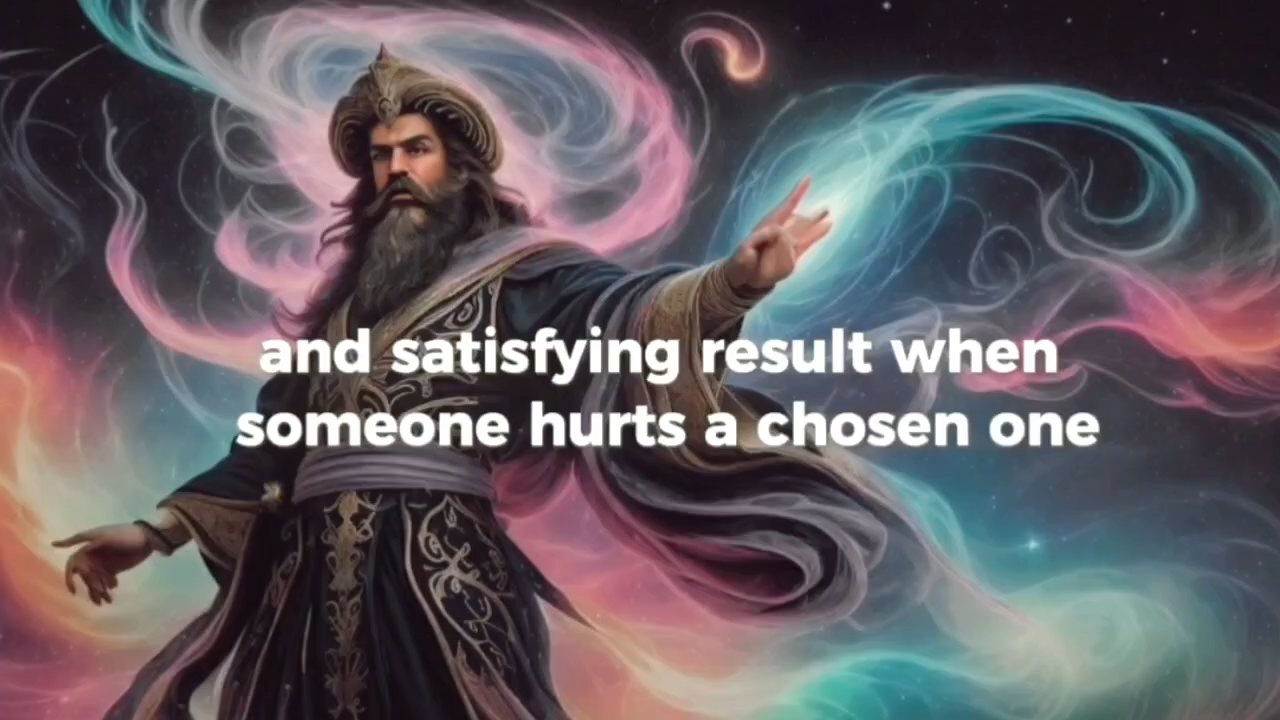 and satisfying result when
someone hurts a chosen one